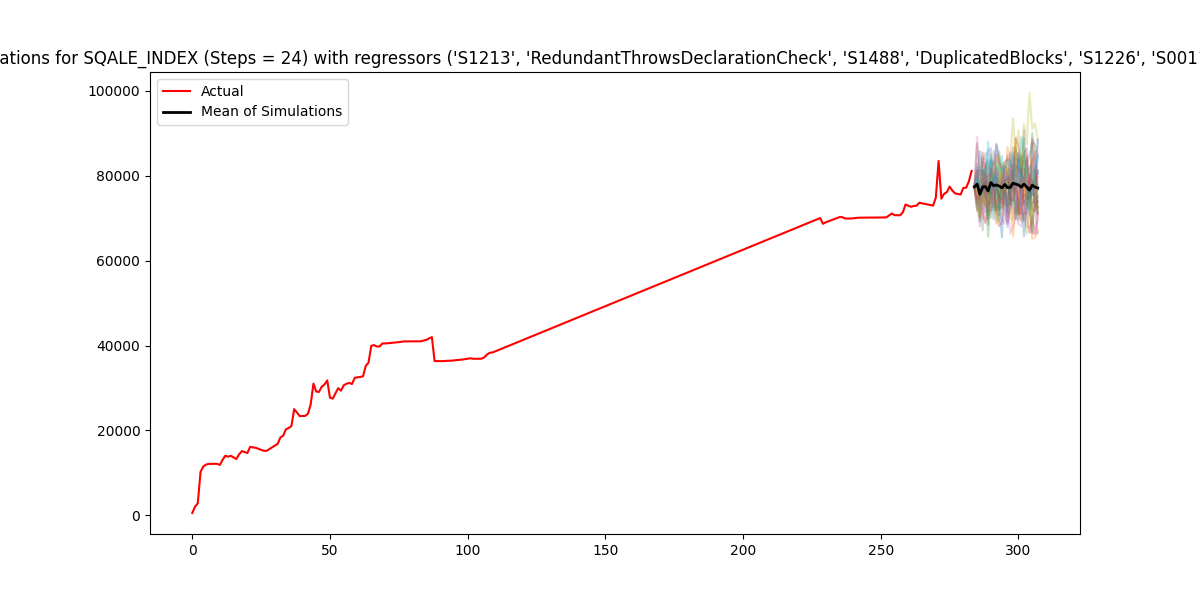 ations for SQALE_INDEX (Steps = 24) with regressors ('S1213', 'RedundantThrowsDeclarationCheck', 'S1488', 'DuplicatedBlocks', 'S1226', 'S001
Actual
Mean of Simulations
100000
80000
60000
40000
20000
0
0 50 100 150 200 250 300